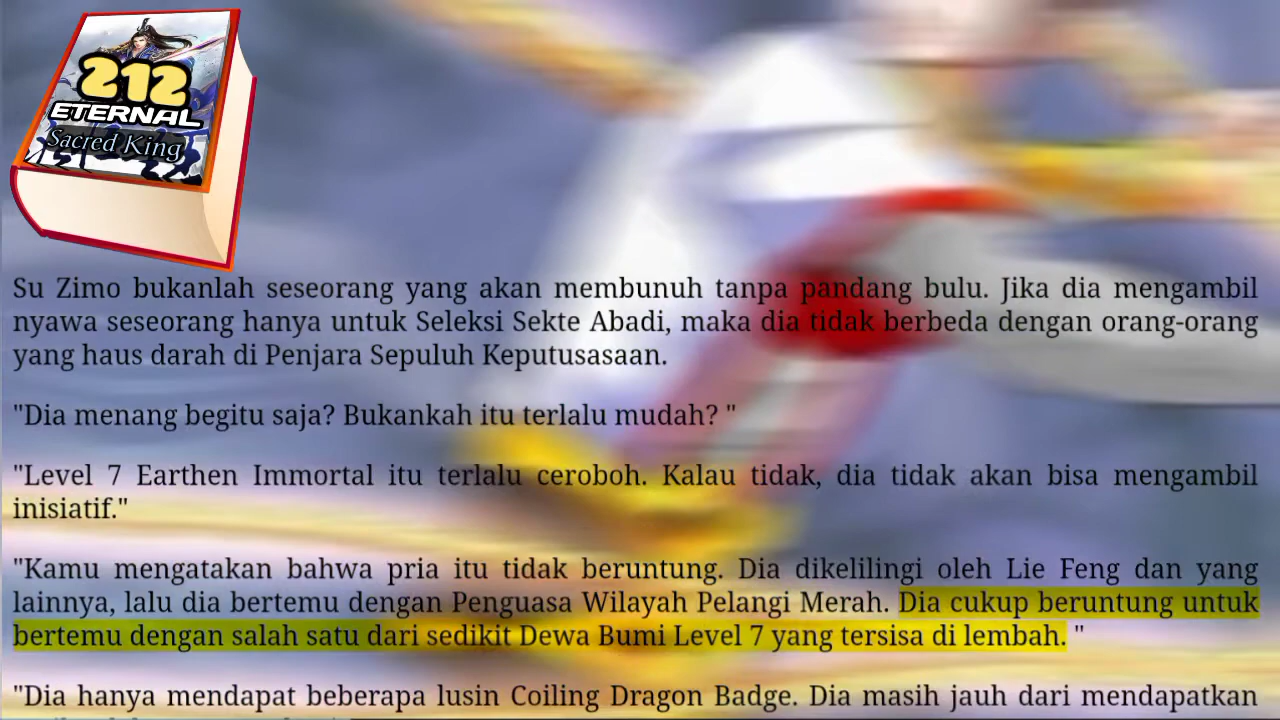 212
ETERNAL
Sacred King
Su Zimo bukanlah seseorang yang akan membunuh tanpa pandang bulu. Jika dia mengambil
nyawa seseorang hanya untuk Seleksi Sekte Abadi, maka dia tidak berbeda dengan orang-orang
yang haus darah di Penjara Sepuluh Keputusasaan.
"Dia menang begitu saja? Bukankah itu terlalu mudah? "
"Level 7 Earthen Immortal itu terlalu ceroboh. Kalau tidak, dia tidak akan bisa mengambil
inisiatif."
"Kamu mengatakan bahwa pria itu tidak beruntung. Dia dikelilingi oleh Lie Feng dan yang
lainnya, lalu dia bertemu dengan Penguasa Wilayah Pelangi Merah. Dia cukup beruntung untuk
bertemu dengan salah satu dari sedikit Dewa Bumi Level 7 yang tersisa di lembah. "
"Dia hanya mendapat beberapa lusin Coiling Dragon Badge. Dia masih jauh dari mendapatkan